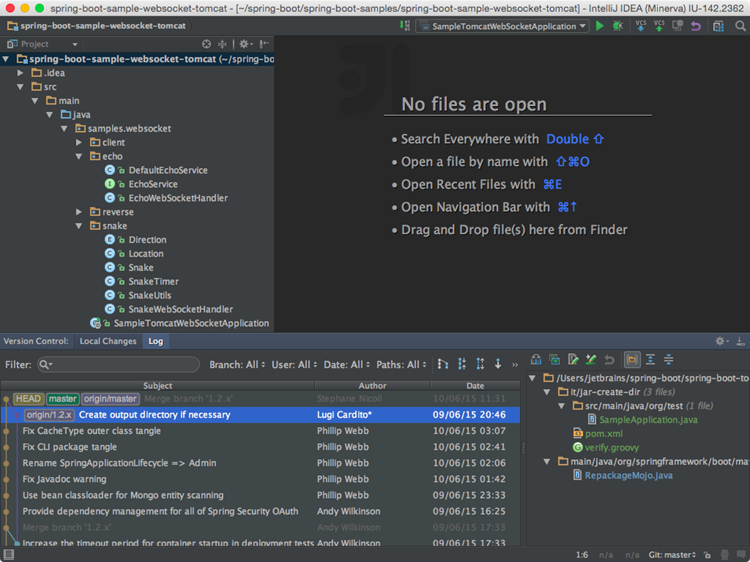 spring-boot-sample-websocket-tomcat - [~/spring-boot/spring-boot-samples/spring-boot-sample-websocket-tomcat] - IntelliJ IDEA (Minerva) IU-142.2362
spring-boot-sample-websocket-tomcat
SampleTomcatWebSocketApplication
VCS
VCS
Project
spring-boot-sample-websocket-tomcat (~/spring-bo
.idea
src
main
java
samples.websocket
client
echo
DefaultEchoService
EchoService
EchoWebSocketHandler
reverse
snake
Direction
Location
Snake
SnakeTimer
SnakeUtils
SnakeWebSocketHandler
SampleTomcatWebSocketApplication
No files are open
• Search Everywhere with Double ⇧
• Open a file by name with ⇧⌘O
• Open Recent Files with ⌘E
• Open Navigation Bar with ⌘↑
• Drag and Drop file(s) here from Finder
Version Control: Local Changes Log
Filter: Branch: All User: All Date: All Paths: All
Subject Author Date
HEAD master origin/master Merge branch '1.2.x' Stephane Nicoll 10/06/15 11:31
origin/1.2.x Create output directory if necessary Lugi Cardito* 09/06/15 20:46
Fix CacheType outer class tangle Phillip Webb 10/06/15 03:07
Fix CLI package tangle Phillip Webb 10/06/15 02:41
Rename SpringApplicationLifecycle => Admin Phillip Webb 10/06/15 02:06
Fix Javadoc warning Phillip Webb 10/06/15 01:42
Use bean classloader for Mongo entity scanning Phillip Webb 09/06/15 23:33
Provide dependency management for all of Spring Security OAuth Andy Wilkinson 09/06/15 16:25
Merge branch '1.2.x' Andy Wilkinson 09/06/15 17:33
Increase the timeout period for container startup in deployment tests Andy Wilkinson 09/06/15 17:33
/Users/jetbrains/spring-boot/spring-boot-to
it/jar-create-dir (3 files)
src/main/java/org/test (1 file)
SampleApplication.java
pom.xml
verify.groovy
main/java/org/springframework/boot/ma
RepackageMojo.java
1:6 n/a n/a Git: master